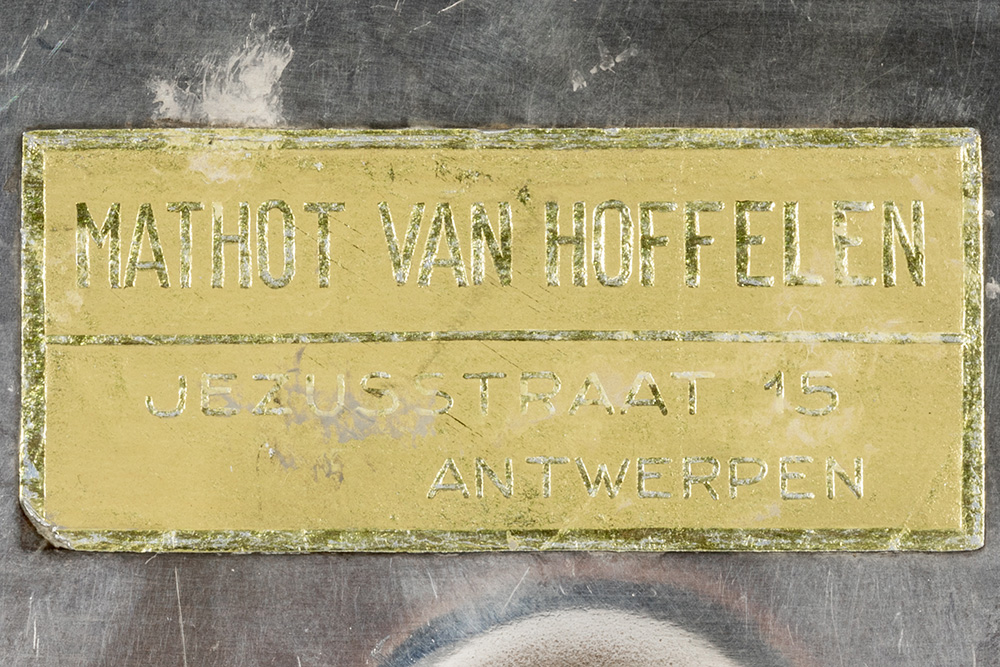 MATHOT VAN HOFFELEN
JEZUSSTRAAT 15
ANTWERPEN